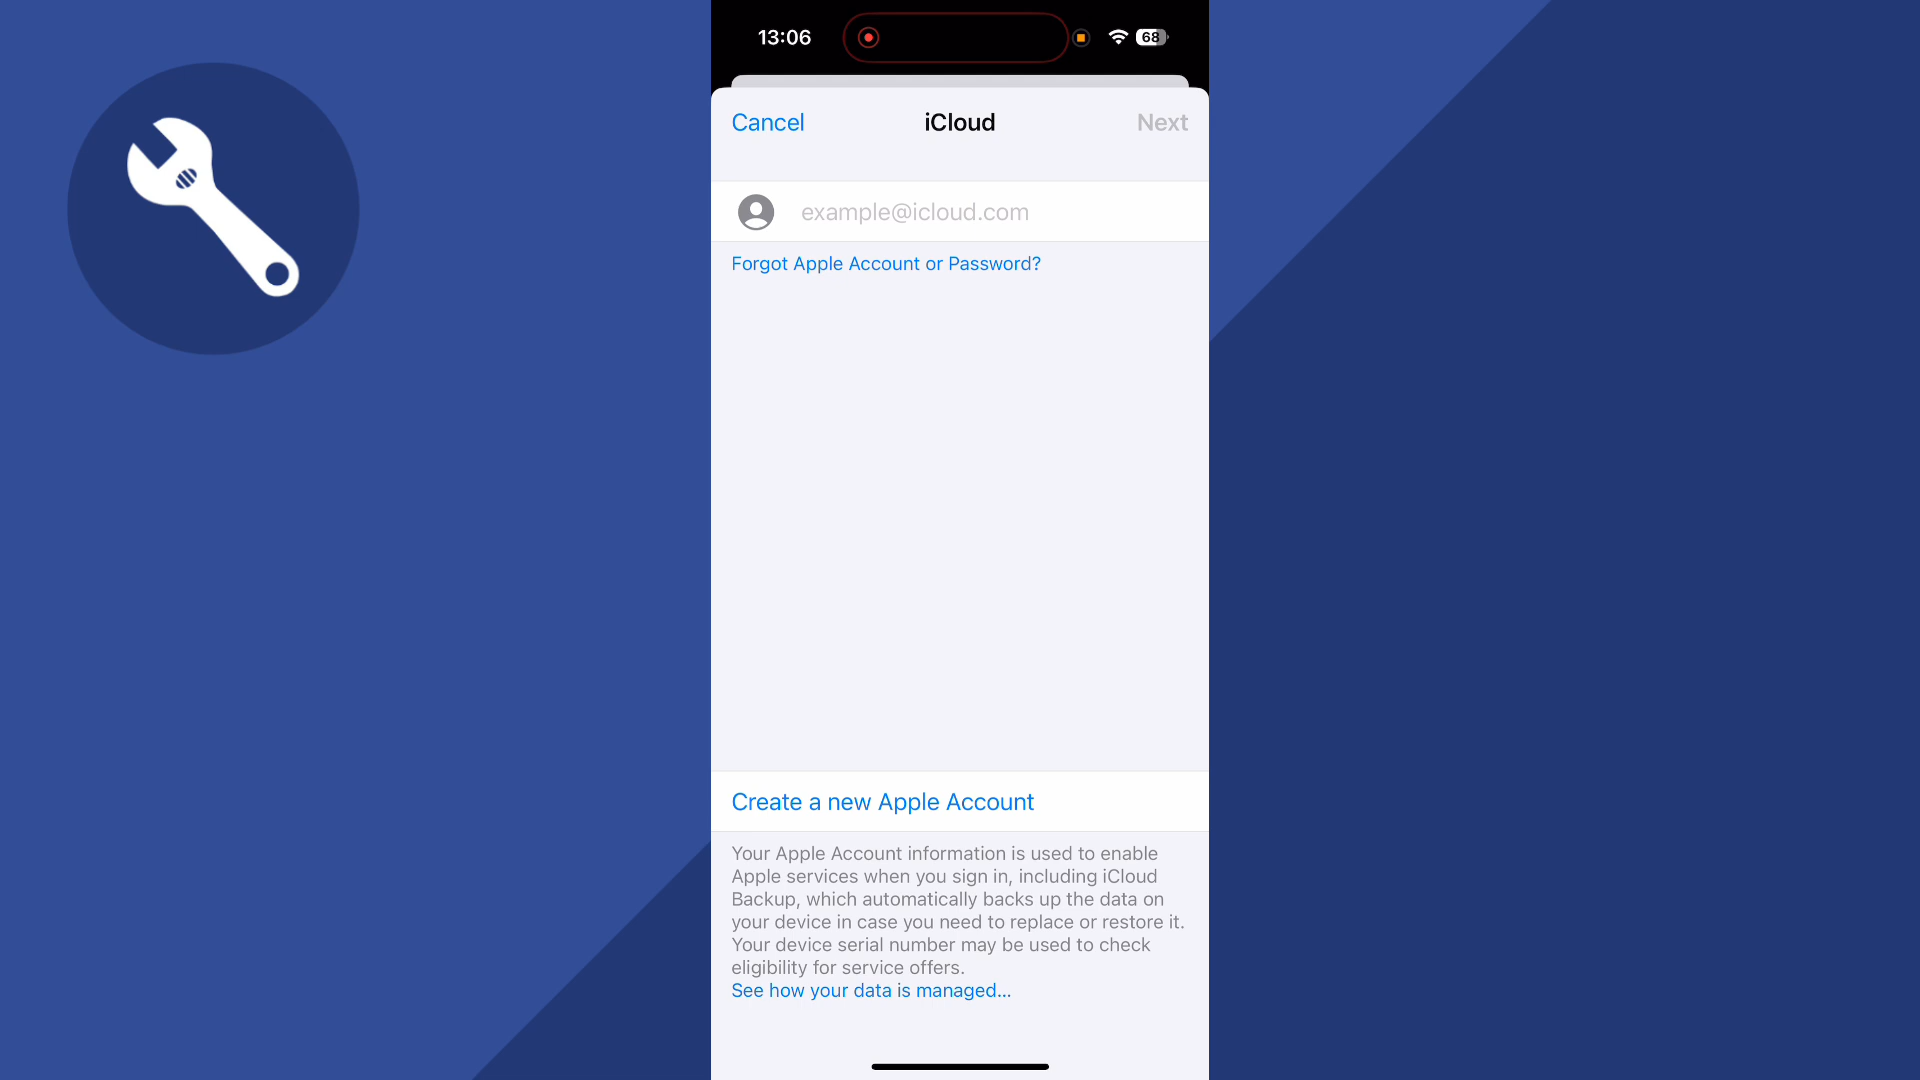 13:06
68
Cancel
iCloud
Next
example@icloud.com
Forgot Apple Account or Password?
Create a new Apple Account
Your Apple Account information is used to enable
Apple services when you sign in, including iCloud
Backup, which automatically backs up the data on
your device in case you need to replace or restore it.
Your device serial number may be used to check
eligibility for service offers.
See how your data is managed...